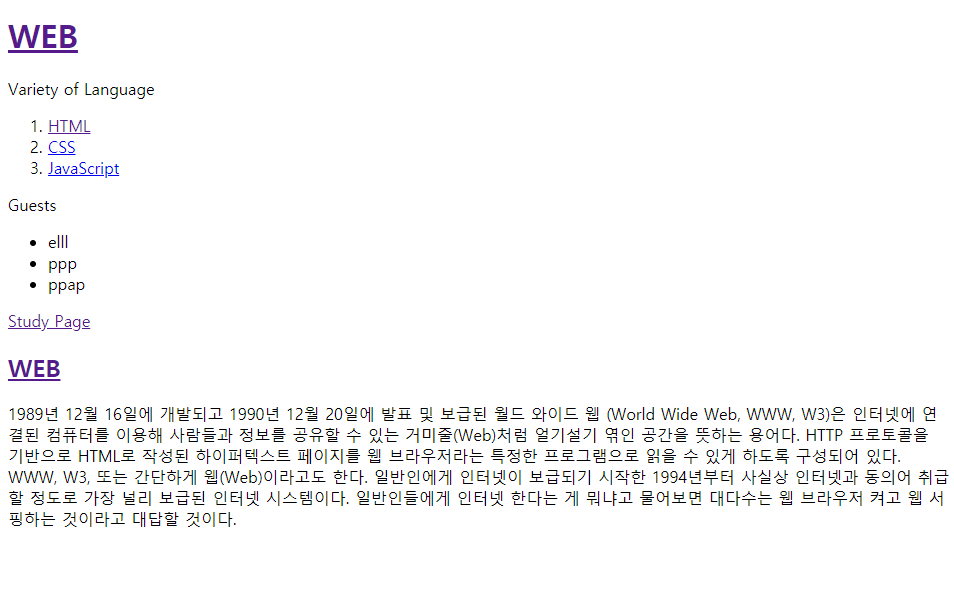 WEB
Variety of Language
1. HTML
2. CSS
3. JavaScript
Guests
• elll
• ppp
• ppap
Study Page
WEB
1989년 12월 16일에 개발되고 1990년 12월 20일에 발표 및 보급된 월드 와이드 웹 (World Wide Web, WWW, W3)은 인터넷에 연
결된 컴퓨터를 이용해 사람들과 정보를 공유할 수 있는 거미줄(Web)처럼 얼기설기 엮인 공간을 뜻하는 용어다. HTTP 프로토콜을
기반으로 HTML로 작성된 하이퍼텍스트 페이지를 웹 브라우저라는 특정한 프로그램으로 읽을 수 있게 하도록 구성되어 있다.
WWW, W3, 또는 간단하게 웹(Web)이라고도 한다. 일반인에게 인터넷이 보급되기 시작한 1994년부터 사실상 인터넷과 동의어 취급
할 정도로 가장 널리 보급된 인터넷 시스템이다. 일반인들에게 인터넷 한다는 게 뭐냐고 물어보면 대다수는 웹 브라우저 켜고 웹 서
핑하는 것이라고 대답할 것이다.